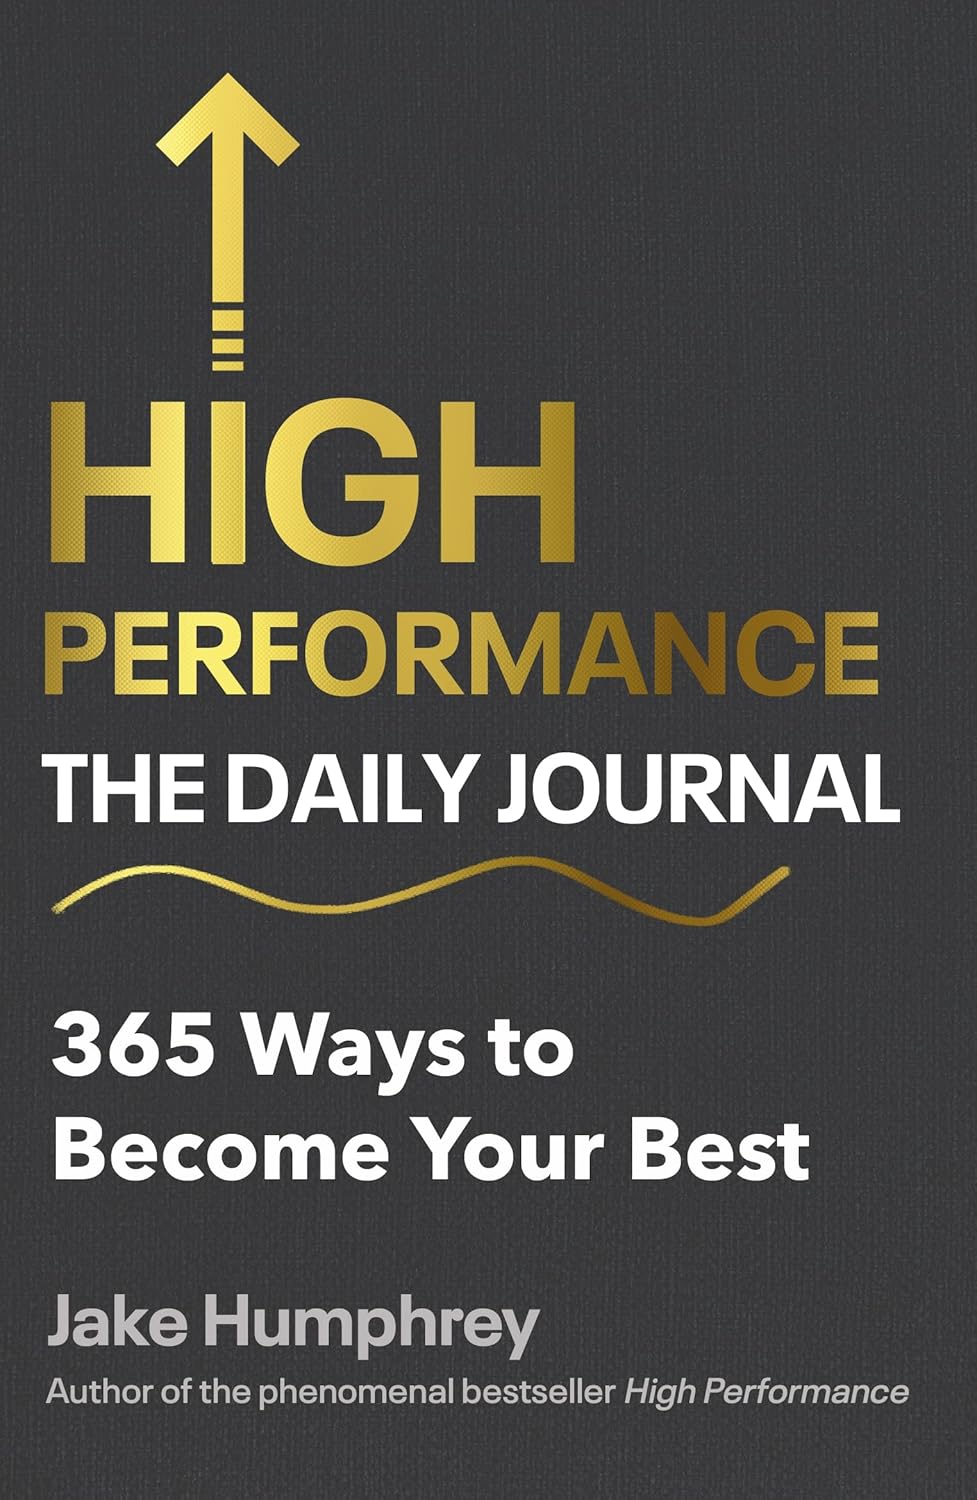 HIGH
PERFORMANCE
THE DAILY JOURNAL
365 Ways to
Become Your Best
Jake Humphrey
Author of the phenomenal bestseller High Performance